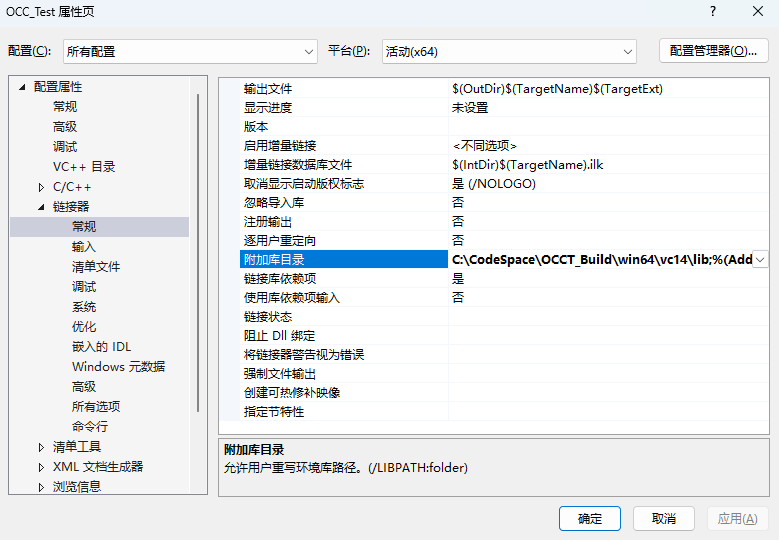 OCC_Test 属性页
配置(C): 所有配置 平台(P): 活动(x64) 配置管理器(O)...
配置属性
常规
高级
调试
VC++ 目录
C/C++
链接器
常规
输入
清单文件
调试
系统
优化
嵌入的 IDL
Windows 元数据
高级
所有选项
命令行
清单工具
XML 文档生成器
浏览信息
输出文件 $(OutDir)$(TargetName)$(TargetExt)
显示进度 未设置
版本
启用增量链接 <不同选项>
增量链接数据库文件 $(IntDir)$(TargetName).ilk
取消显示启动版权标志 是 (/NOLOGO)
忽略导入库 否
注册输出 否
逐用户重定向 否
附加库目录 C:\CodeSpace\OCCT_Build\win64\vc14\lib;%(Add
链接库依赖项 是
使用库依赖项输入 否
链接状态
阻止 Dll 绑定
将链接器警告视为错误
强制文件输出
创建可热修补映像
指定节特性
附加库目录
允许用户重写环境库路径。(/LIBPATH:folder)
确定 取消 应用(A)